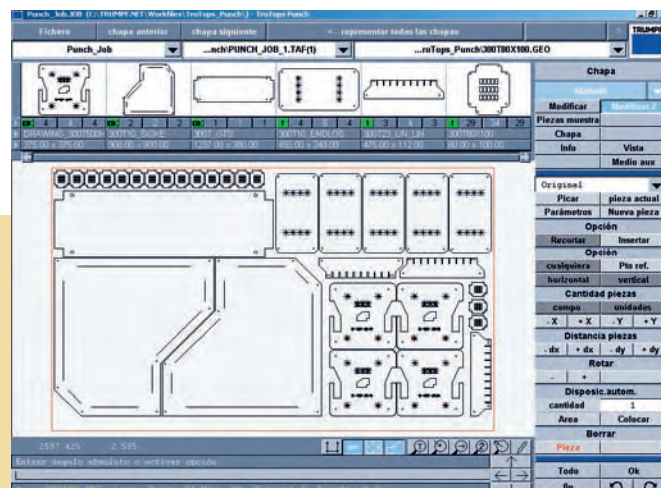 Punch_Job.JOB (C:\TRUMPF.NET\Workfiles\TruTops_Punch\) - TruTops Punch
Fichero chapa anterior chapa siguiente <-- representar todas las chapas
TRUMPF
Punch_Job ...nch\PUNCH_JOB_1.TAF(1) ...ruTops_Punch\300T80X100.GEO
Chapa
Manual
Modificar Modificar 2
Piezas muestra
Chapa
Info Vista
Medio aux
Original
Picar pieza actual
Parámetros Nueva pieza
Opción
Recortar Insertar
Opción
cualquiera Pto ref.
horizontal vertical
Cantidad piezas
campo unidades
- X + X - Y + Y
Distancia piezas
- dx + dx - dy + dy
Rotar
- +
Disposic.autom.
cantidad 1
Area Colocar
Borrar
Pieza
Todo Ok
fin
Entrar ángulo absoluto o activar opción